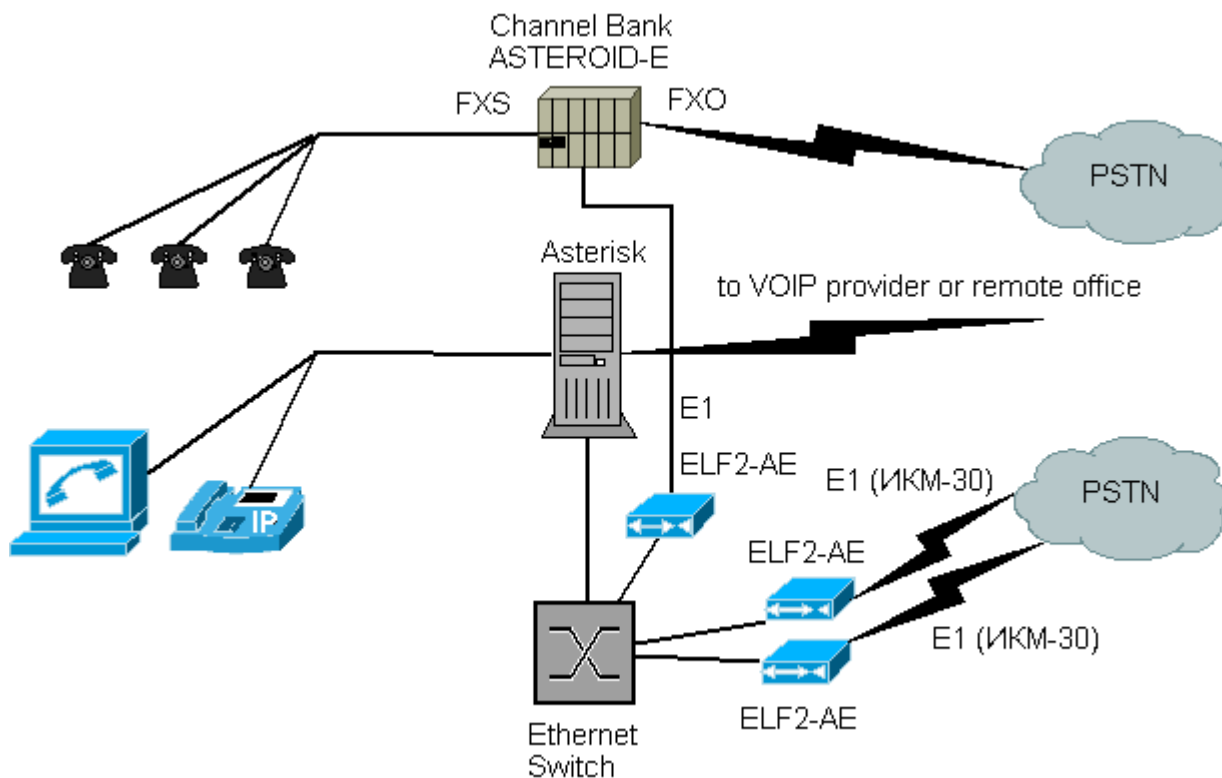 Channel Bank
ASTEROID-E
FXS
FXO
PSTN
Asterisk
to VOIP provider or remote office
E1
ELF2-AE
E1 (ИКМ-30)
PSTN
IP
ELF2-AE
E1 (ИКМ-30)
ELF2-AE
Ethernet
Switch